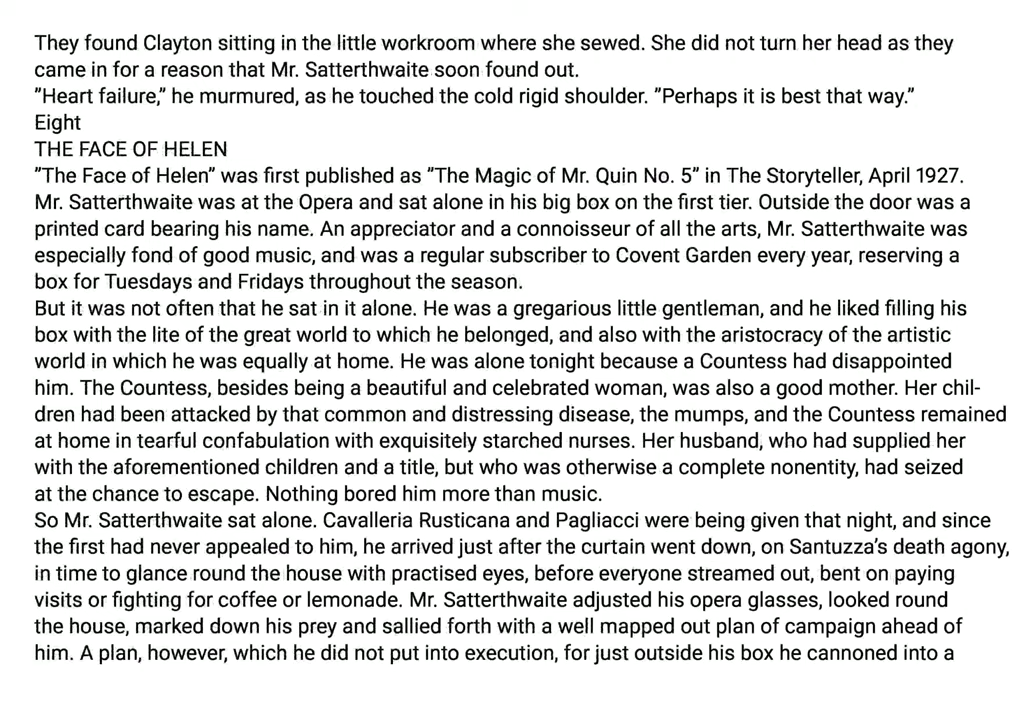 They found Clayton sitting in the little workroom where she sewed. She did not turn her head as they
came in for a reason that Mr. Satterthwaite soon found out.
”Heart failure,” he murmured, as he touched the cold rigid shoulder. ”Perhaps it is best that way.”
Eight
THE FACE OF HELEN
”The Face of Helen” was first published as ”The Magic of Mr. Quin No. 5” in The Storyteller, April 1927.
Mr. Satterthwaite was at the Opera and sat alone in his big box on the first tier. Outside the door was a
printed card bearing his name. An appreciator and a connoisseur of all the arts, Mr. Satterthwaite was
especially fond of good music, and was a regular subscriber to Covent Garden every year, reserving a
box for Tuesdays and Fridays throughout the season.
But it was not often that he sat in it alone. He was a gregarious little gentleman, and he liked filling his
box with the lite of the great world to which he belonged, and also with the aristocracy of the artistic
world in which he was equally at home. He was alone tonight because a Countess had disappointed
him. The Countess, besides being a beautiful and celebrated woman, was also a good mother. Her chil-
dren had been attacked by that common and distressing disease, the mumps, and the Countess remained
at home in tearful confabulation with exquisitely starched nurses. Her husband, who had supplied her
with the aforementioned children and a title, but who was otherwise a complete nonentity, had seized
at the chance to escape. Nothing bored him more than music.
So Mr. Satterthwaite sat alone. Cavalleria Rusticana and Pagliacci were being given that night, and since
the first had never appealed to him, he arrived just after the curtain went down, on Santuzza’s death agony,
in time to glance round the house with practised eyes, before everyone streamed out, bent on paying
visits or fighting for coffee or lemonade. Mr. Satterthwaite adjusted his opera glasses, looked round
the house, marked down his prey and sallied forth with a well mapped out plan of campaign ahead of
him. A plan, however, which he did not put into execution, for just outside his box he cannoned into a